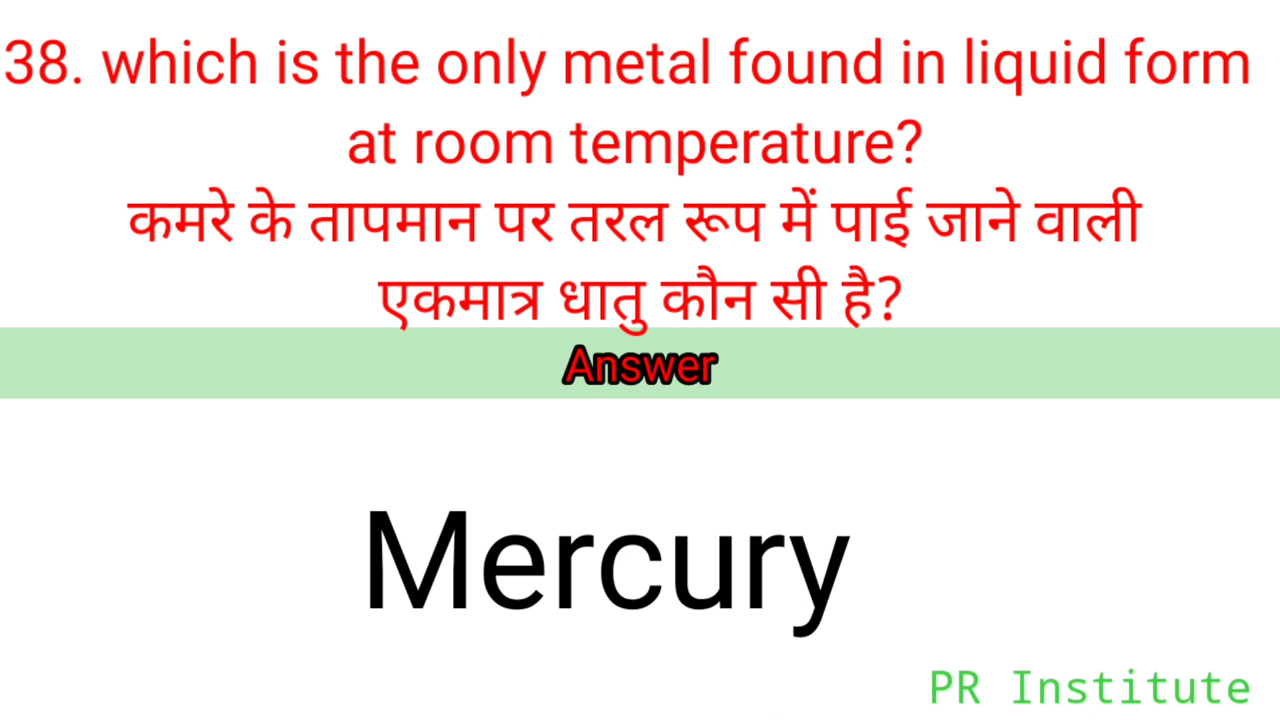 38. which is the only metal found in liquid form
at room temperature?
कमरे के तापमान पर तरल रूप में पाई जाने वाली
एकमात्र धातु कौन सी है?
Answer
Mercury
PR Institute